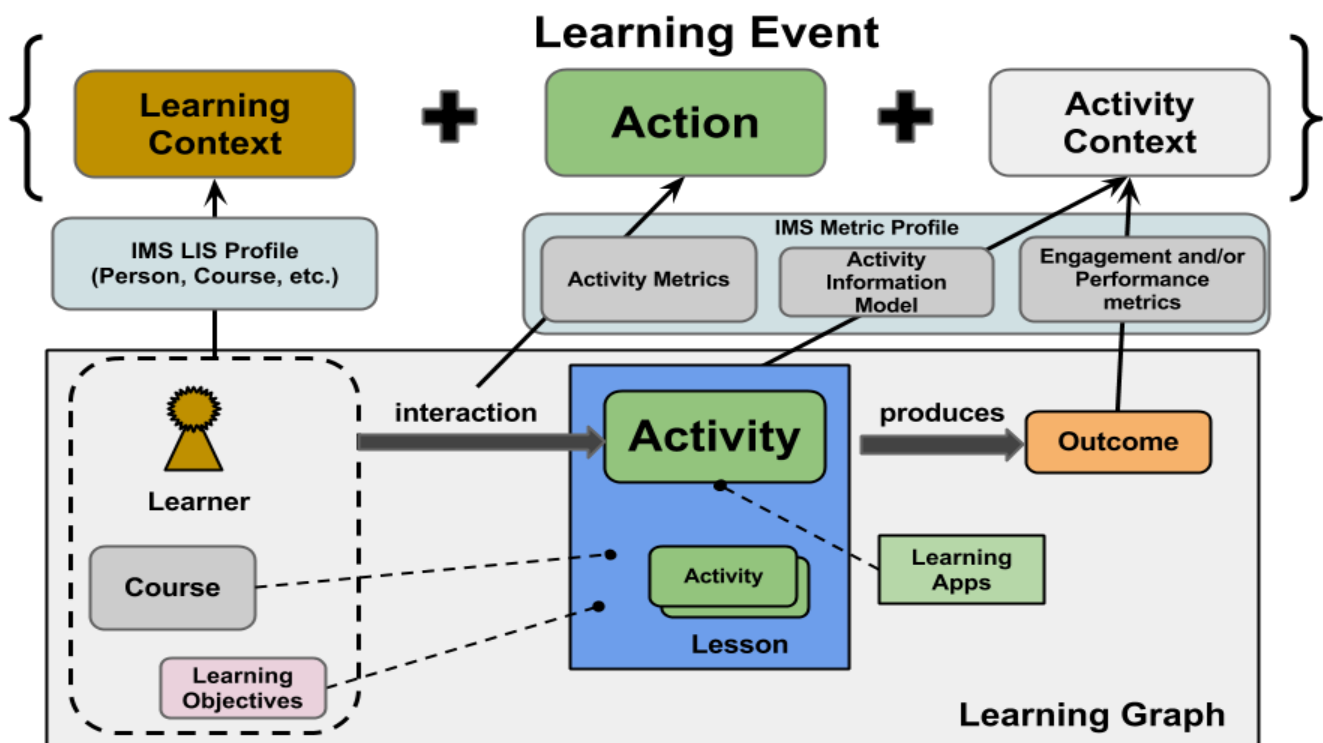 Learning Event
Learning
Context
Action
Activity
Context
IMS LIS Profile
(Person, Course, etc.)
IMS Metric Profile
Activity Metrics
Activity
Information
Model
Engagement and/or
Performance
metrics
interaction
Activity
produces
Outcome
Learner
Course
Activity
Lesson
Learning
Apps
Learning
Objectives
Learning Graph